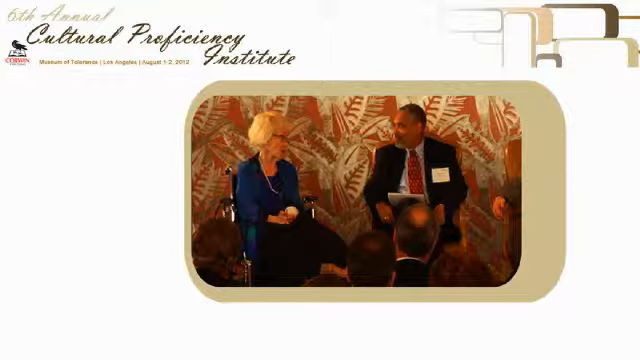 6th Annual
Cultural Proficiency
Institute
CORWIN
Museum of Tolerance | Los Angeles | August 1-2, 2012